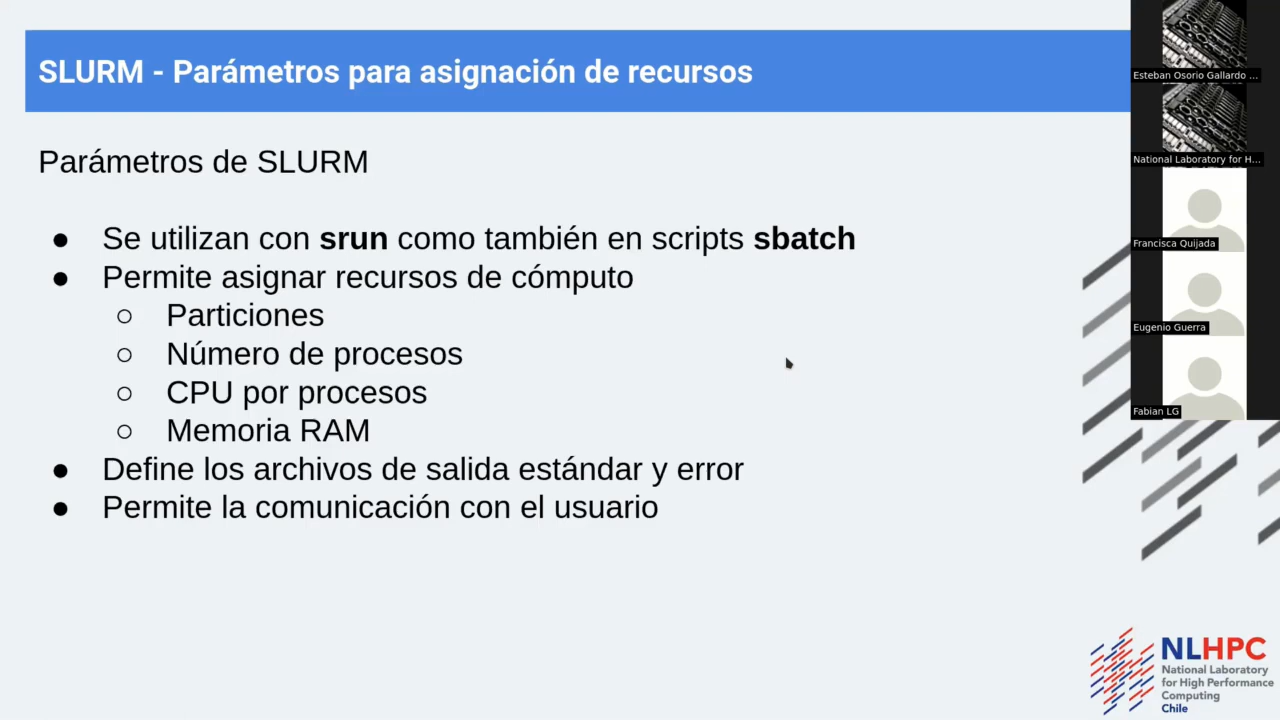 SLURM - Parámetros para asignación de recursos
Parámetros de SLURM
● Se utilizan con srun como también en scripts sbatch
● Permite asignar recursos de cómputo
○ Particiones
○ Número de procesos
○ CPU por procesos
○ Memoria RAM
● Define los archivos de salida estándar y error
● Permite la comunicación con el usuario
Esteban Osorio Gallardo ...
National Laboratory for H...
Francisca Quijada
Eugenio Guerra
Fabian LG
NLHPC
National Laboratory
for High Performance
Computing
Chile